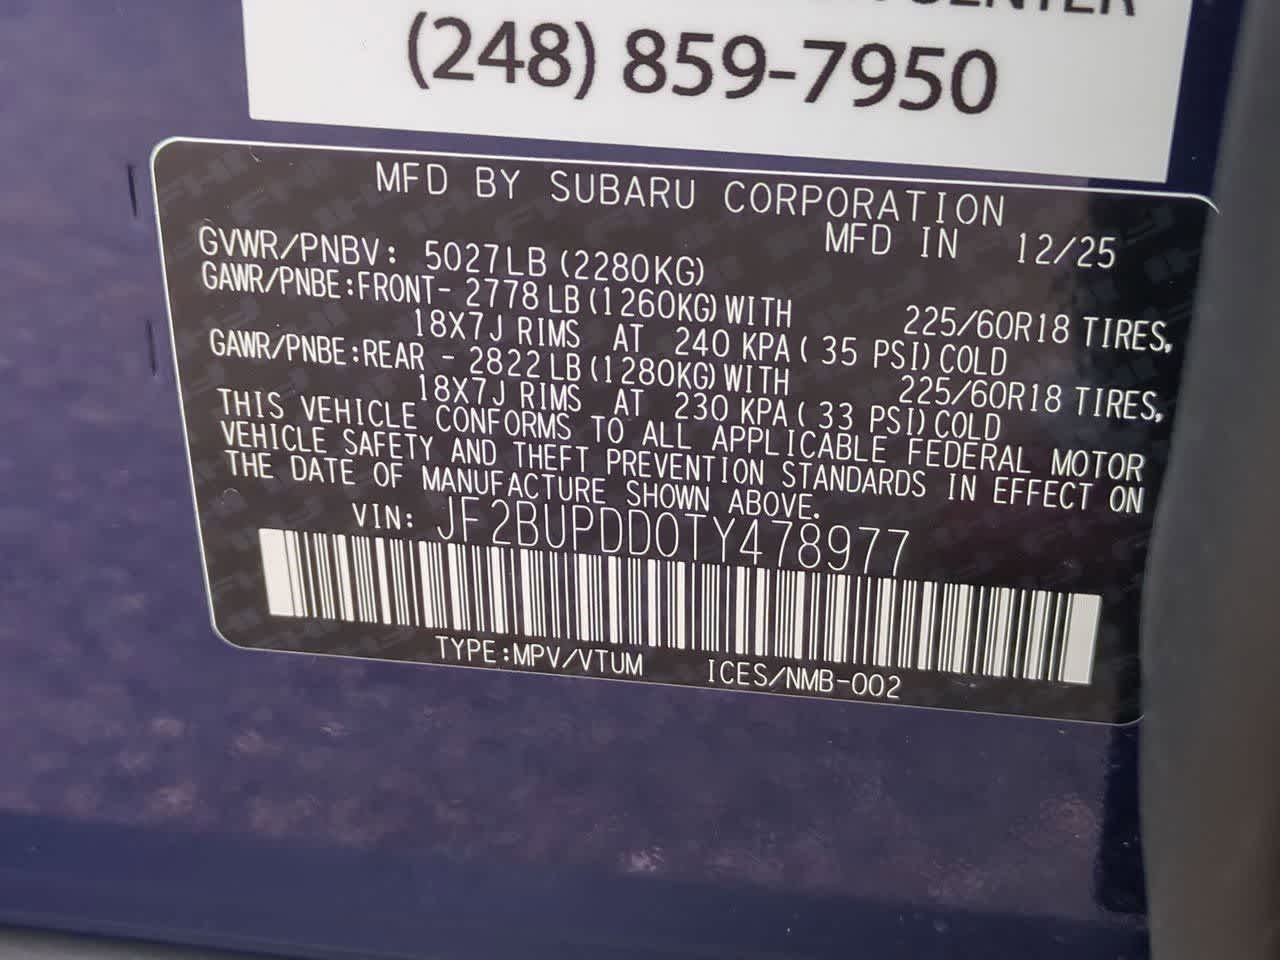 CENTER
(248) 859-7950
MFD BY SUBARU CORPORATION
MFD IN 12/25
GVWR/PNBV: 5027LB (2280KG)
GAWR/PNBE:FRONT- 2778LB(1260KG)WITH 225/60R18 TIRES,
18X7J RIMS AT 240 KPA( 35 PSI)COLD
GAWR/PNBE:REAR - 2822LB(1280KG)WITH 225/60R18 TIRES,
18X7J RIMS AT 230 KPA( 33 PSI)COLD
THIS VEHICLE CONFORMS TO ALL APPLICABLE FEDERAL MOTOR
VEHICLE SAFETY AND THEFT PREVENTION STANDARDS IN EFFECT ON
THE DATE OF MANUFACTURE SHOWN ABOVE.
VIN: JF2BUPDD0TY478977
TYPE:MPV/VTUM ICES/NMB-002